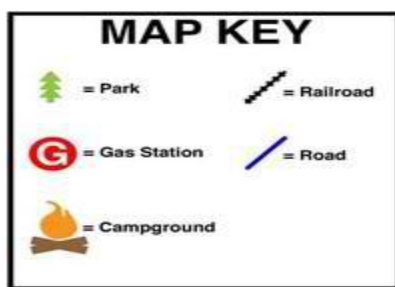 MAP KEY
= Park
= Railroad
G = Gas Station
= Road
= Campground